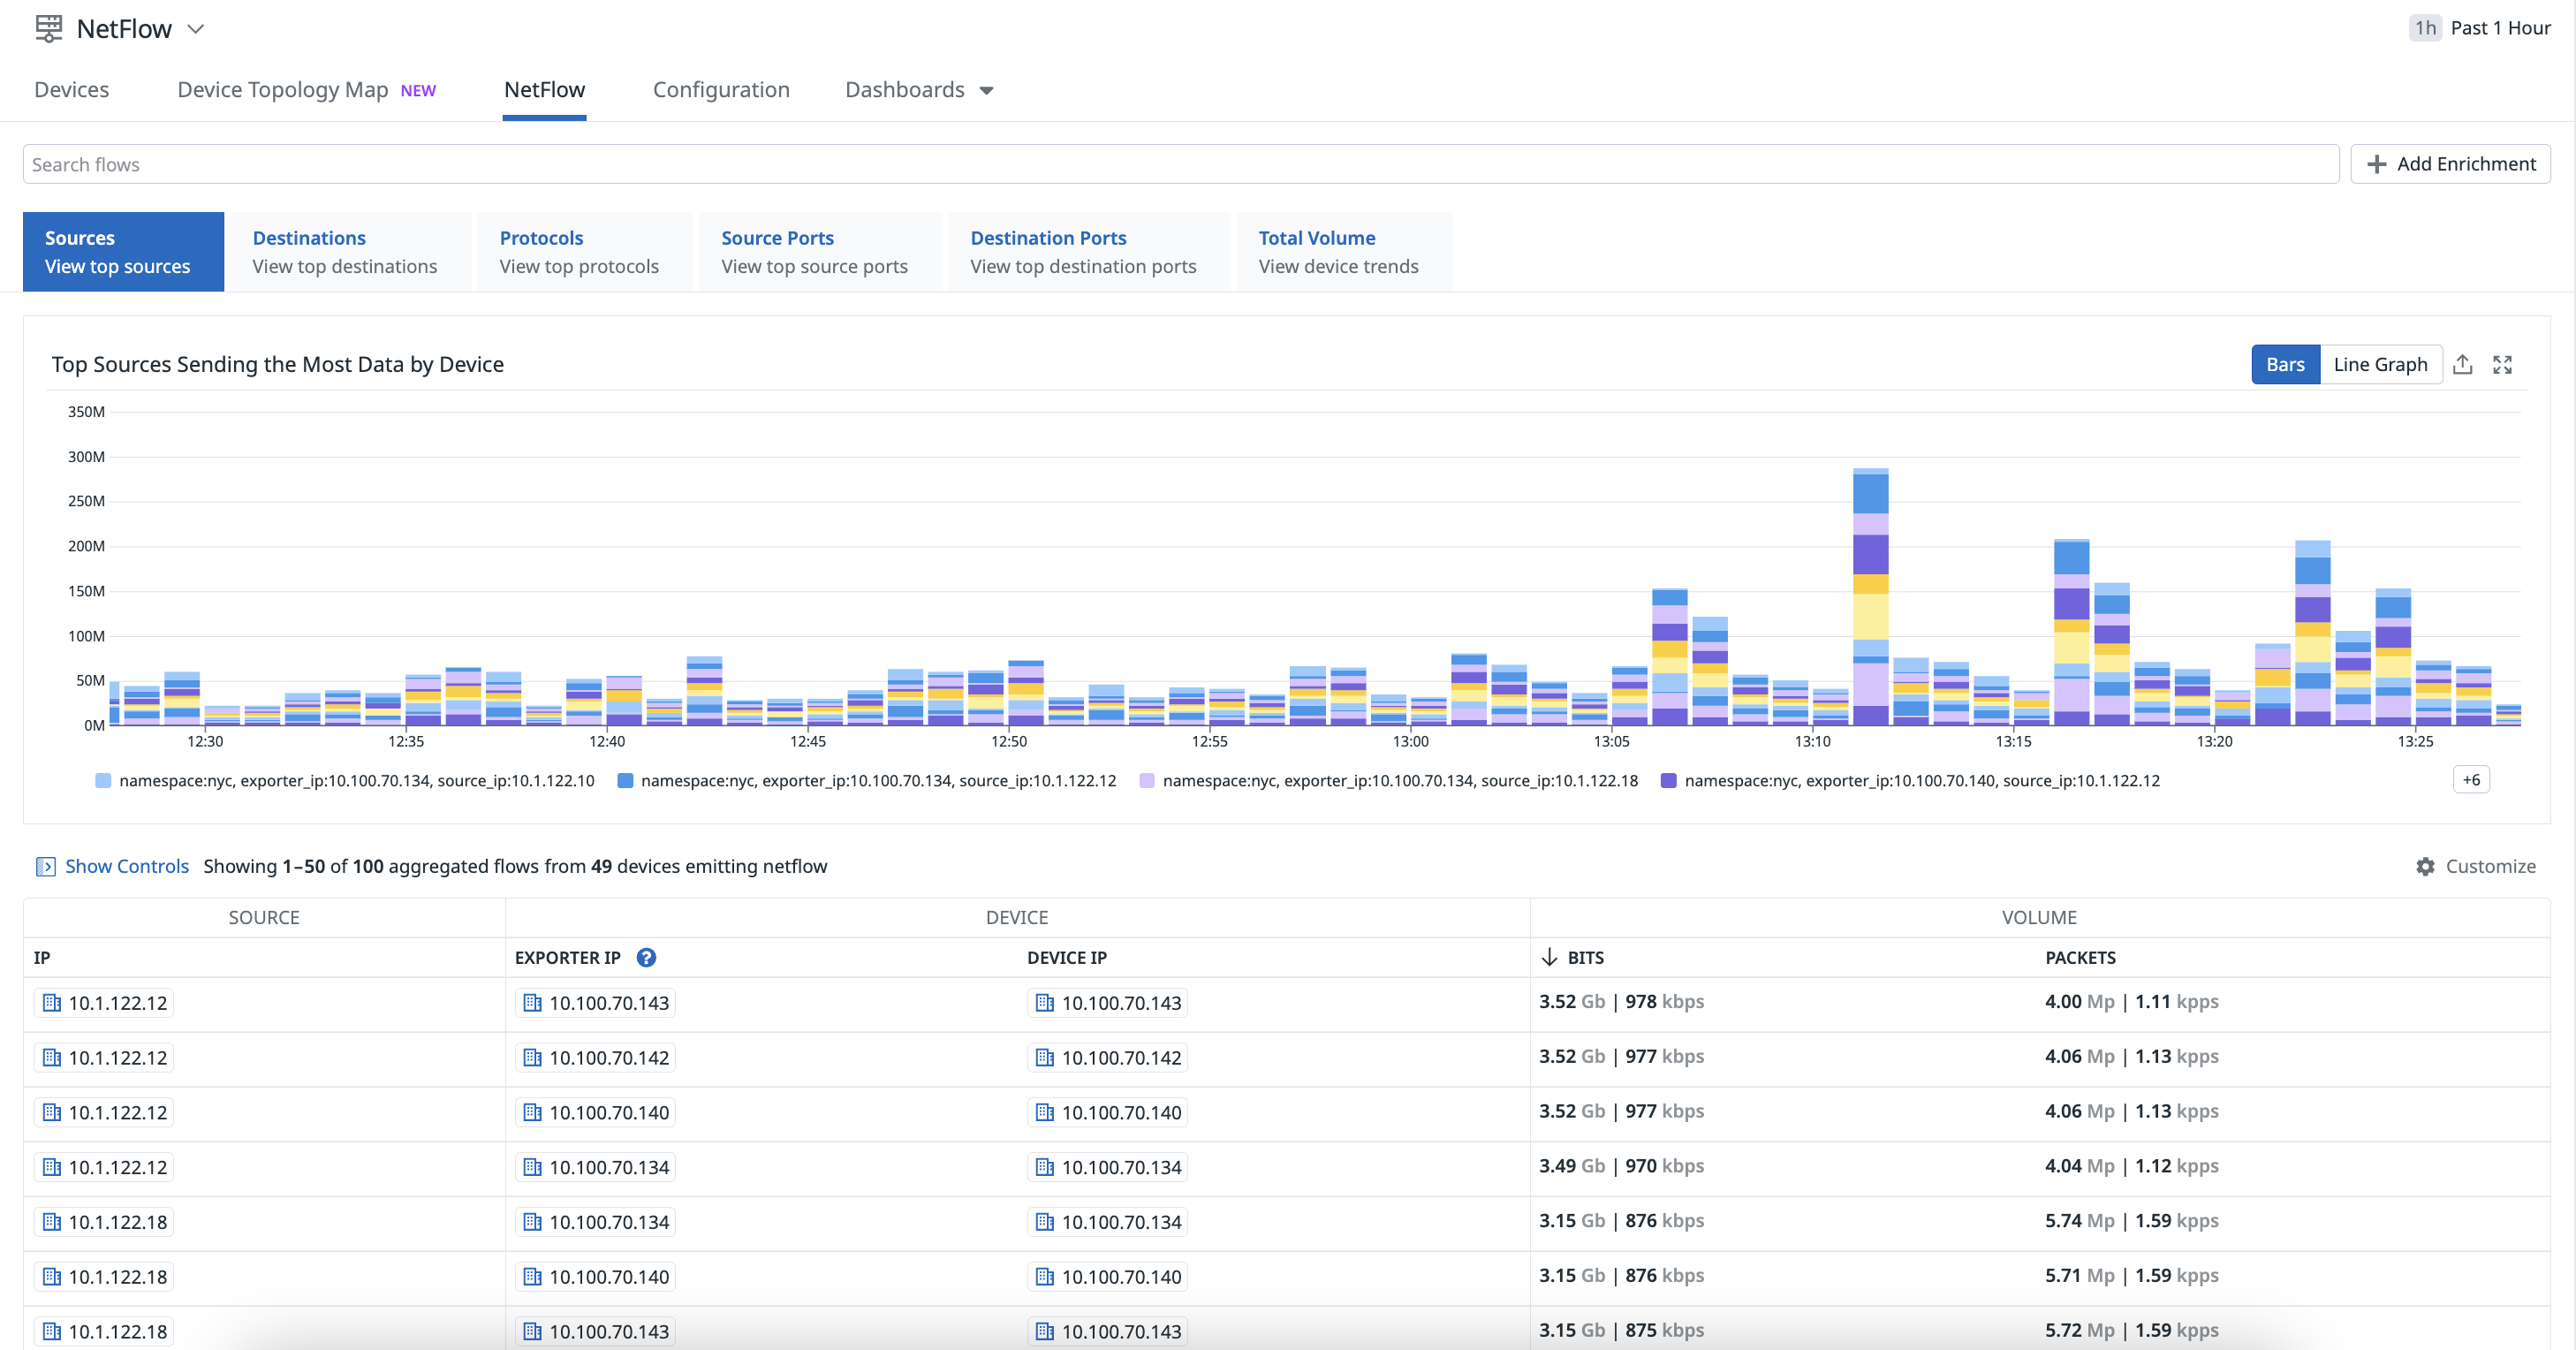 NetFlow
1h Past 1 Hour
Devices Device Topology Map NEW NetFlow Configuration Dashboards
Search flows
Add Enrichment
Sources Destinations Protocols Source Ports Destination Ports Total Volume
View top sources View top destinations View top protocols View top source ports View top destination ports View device trends
Top Sources Sending the Most Data by Device
Bars Line Graph
350M
300M
250M
200M
150M
100M
50M
0M
12:30 12:35 12:40 12:45 12:50 12:55 13:00 13:05 13:10 13:15 13:20 13:25
namespace:nyc, exporter_ip:10.100.70.134, source_ip:10.1.122.10 namespace:nyc, exporter_ip:10.100.70.134, source_ip:10.1.122.12 namespace:nyc, exporter_ip:10.100.70.134, source_ip:10.1.122.18 namespace:nyc, exporter_ip:10.100.70.140, source_ip:10.1.122.12 +6
Show Controls Showing 1–50 of 100 aggregated flows from 49 devices emitting netflow Customize
SOURCE DEVICE VOLUME
IP EXPORTER IP ? DEVICE IP BITS PACKETS
10.1.122.12 10.100.70.143 10.100.70.143 3.52 Gb | 978 kbps 4.00 Mp | 1.11 kpps
10.1.122.12 10.100.70.142 10.100.70.142 3.52 Gb | 977 kbps 4.06 Mp | 1.13 kpps
10.1.122.12 10.100.70.140 10.100.70.140 3.52 Gb | 977 kbps 4.06 Mp | 1.13 kpps
10.1.122.12 10.100.70.134 10.100.70.134 3.49 Gb | 970 kbps 4.04 Mp | 1.12 kpps
10.1.122.18 10.100.70.134 10.100.70.134 3.15 Gb | 876 kbps 5.74 Mp | 1.59 kpps
10.1.122.18 10.100.70.140 10.100.70.140 3.15 Gb | 876 kbps 5.71 Mp | 1.59 kpps
10.1.122.18 10.100.70.143 10.100.70.143 3.15 Gb | 875 kbps 5.72 Mp | 1.59 kpps